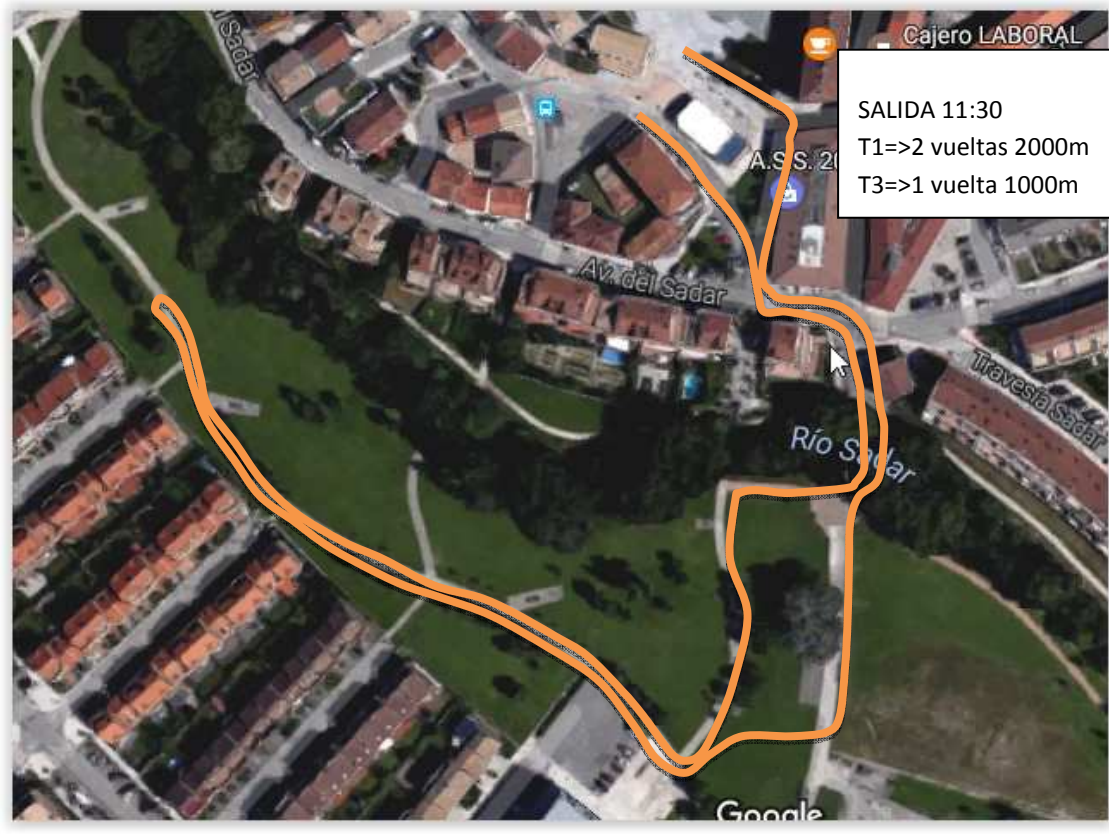 Sadar
Cajero LABORAL
SALIDA 11:30
T1=>2 vueltas 2000m
T3=>1 vuelta 1000m
A.S.S. 20
Av. del Sadar
Travesía Sadar
Río Sadar
Google